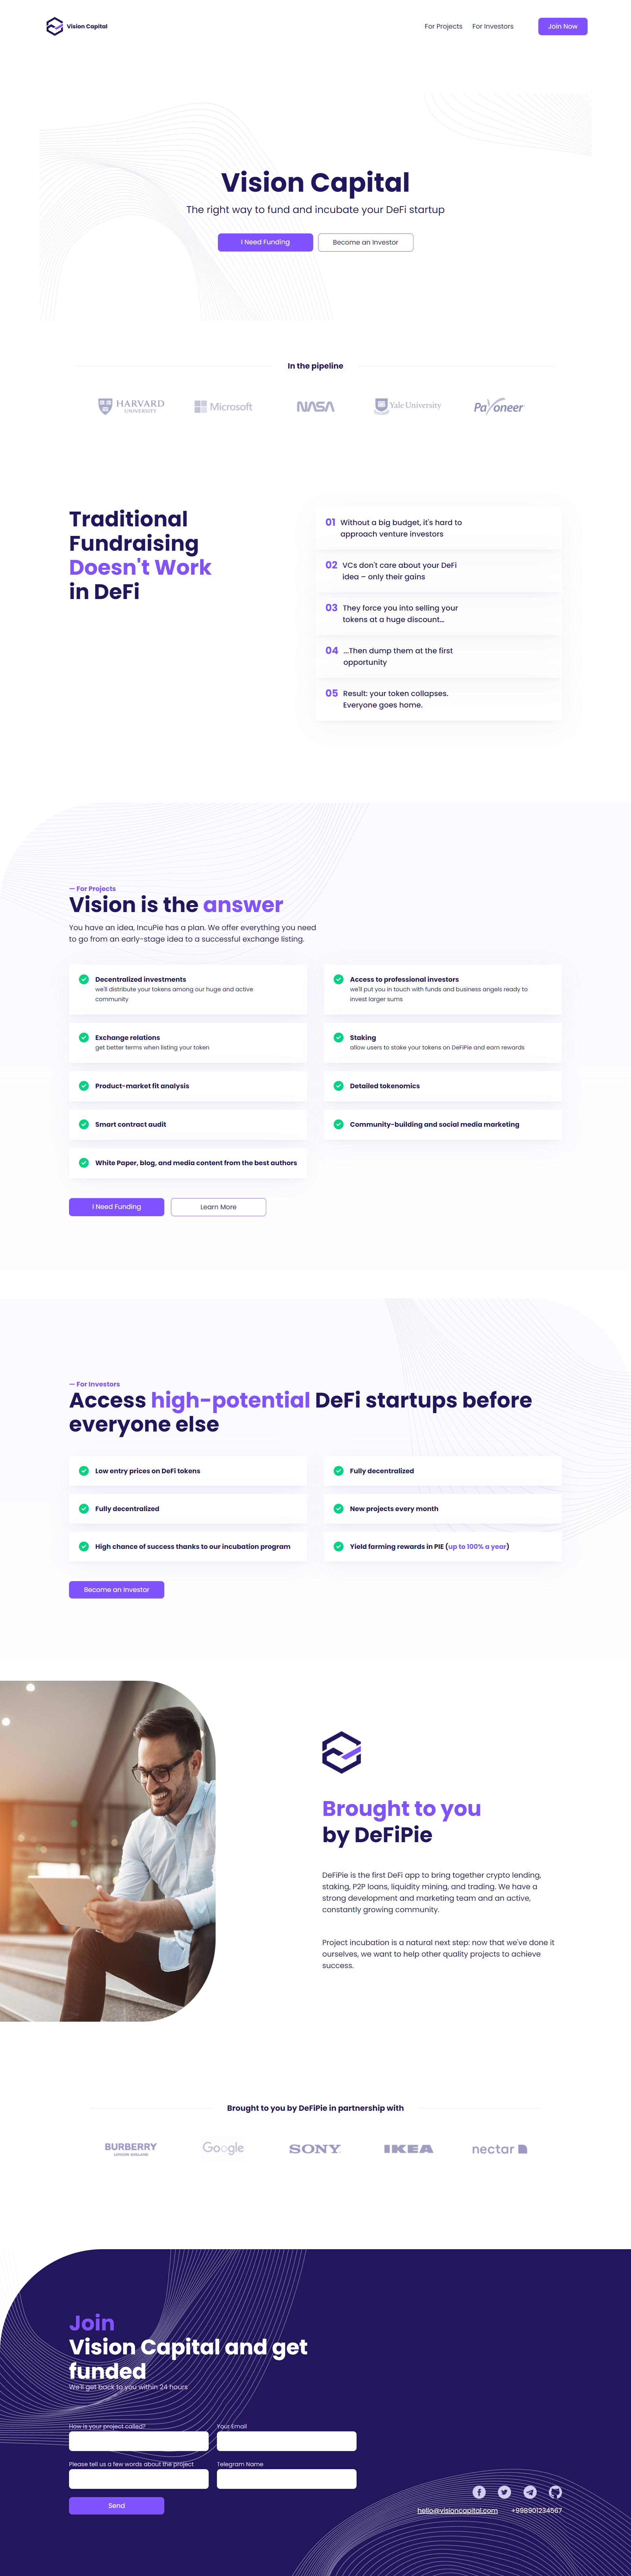 Vision Capital
For Projects
For Investors
Join Now
Vision Capital
The right way to fund and incubate your DeFi startup
I Need Funding
Become an Investor
In the pipeline
HARVARD
UNIVERSITY
Microsoft
NASA
Yale University
Payoneer
Traditional
Fundraising
Doesn't Work
in DeFi
01 Without a big budget, it's hard to
approach venture investors
02 VCs don't care about your DeFi
idea – only their gains
03 They force you into selling your
tokens at a huge discount...
04 ...Then dump them at the first
opportunity
05 Result: your token collapses.
Everyone goes home.
— For Projects
Vision is the answer
You have an idea, IncuPie has a plan. We offer everything you need
to go from an early-stage idea to a successful exchange listing.
Decentralized investments
we'll distribute your tokens among our huge and active
community
Access to professional investors
we'll put you in touch with funds and business angels ready to
invest larger sums
Exchange relations
get better terms when listing your token
Staking
allow users to stake your tokens on DeFiPie and earn rewards
Product-market fit analysis
Detailed tokenomics
Smart contract audit
Community-building and social media marketing
White Paper, blog, and media content from the best authors
I Need Funding
Learn More
— For Investors
Access high-potential DeFi startups before
everyone else
Low entry prices on DeFi tokens
Fully decentralized
Fully decentralized
New projects every month
High chance of success thanks to our incubation program
Yield farming rewards in PIE (up to 100% a year)
Become an Investor
Brought to you
by DeFiPie
DeFiPie is the first DeFi app to bring together crypto lending,
staking, P2P loans, liquidity mining, and trading. We have a
strong development and marketing team and an active,
constantly growing community.
Project incubation is a natural next step: now that we've done it
ourselves, we want to help other quality projects to achieve
success.
Brought to you by DeFiPie in partnership with
BURBERRY
LONDON ENGLAND
Google
SONY
IKEA
nectar
Join
Vision Capital and get
funded
We'll get back to you within 24 hours
How is your project called?
Your Email
Please tell us a few words about the project
Telegram Name
Send
hello@visioncapital.com
+998901234567